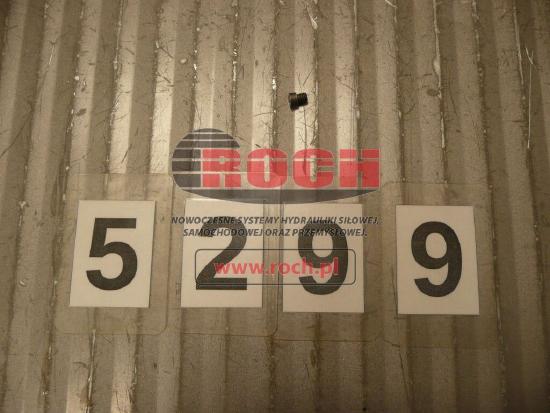 ROCH
NOWOCZESNE SYSTEMY HYDRAULIKI SIŁOWEJ,
SAMOCHODOWEJ ORAZ PRZEMYSŁOWEJ.
5 2 9 9
www.roch.pl